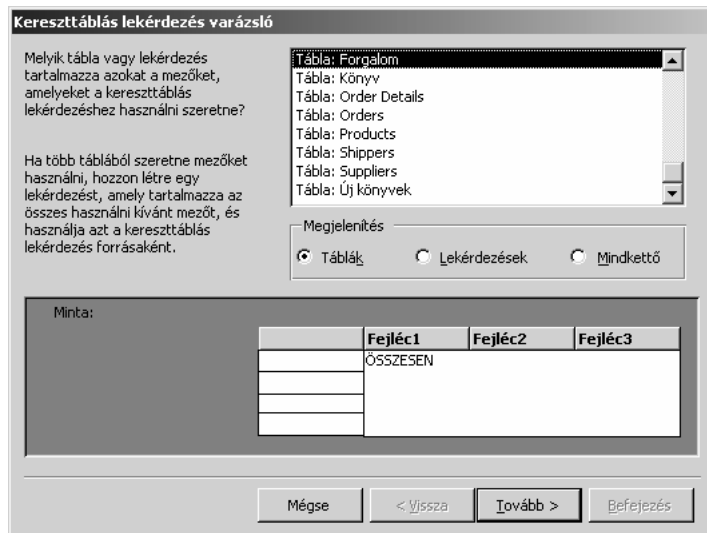 Kereszttáblás lekérdezés varázsló
Melyik tábla vagy lekérdezés
tartalmazza azokat a mezőket,
amelyeket a kereszttáblás
lekérdezéshez használni szeretne?
Ha több táblából szeretne mezőket
használni, hozzon létre egy
lekérdezést, amely tartalmazza az
összes használni kívánt mezőt, és
használja azt a kereszttáblás
lekérdezés forrásaként.
Tábla: Forgalom
Tábla: Könyv
Tábla: Order Details
Tábla: Orders
Tábla: Products
Tábla: Shippers
Tábla: Suppliers
Tábla: Új könyvek
Megjelenítés
Táblák Lekérdezések Mindkettő
Minta:
Fejléc1 Fejléc2 Fejléc3
ÖSSZESEN
Mégse < Vissza Tovább > Befejezés